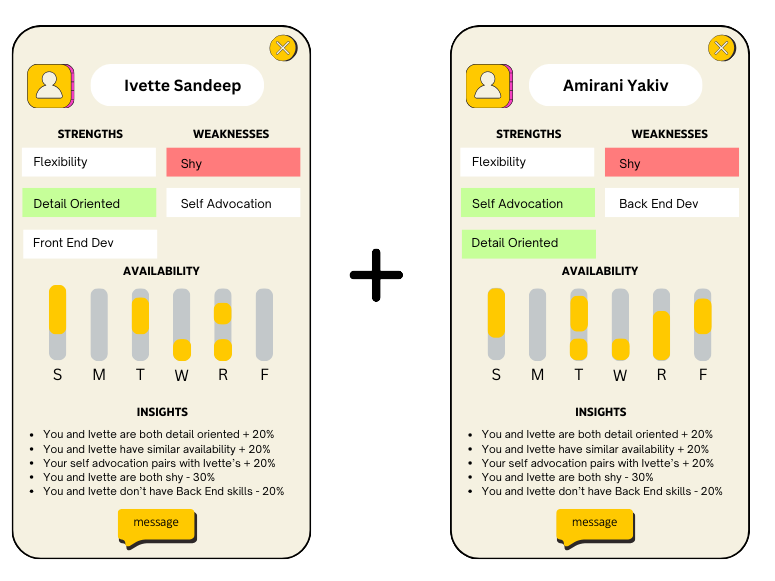 Ivette Sandeep
STRENGTHS WEAKNESSES
Flexibility Shy
Detail Oriented Self Advocation
Front End Dev
AVAILABILITY
S M T W R F
INSIGHTS
• You and Ivette are both detail oriented + 20%
• You and Ivette have similar availability + 20%
• Your self advocation pairs with Ivette's + 20%
• You and Ivette are both shy - 30%
• You and Ivette don't have Back End skills - 20%
message
+
Amirani Yakiv
STRENGTHS WEAKNESSES
Flexibility Shy
Self Advocation Back End Dev
Detail Oriented
AVAILABILITY
S M T W R F
INSIGHTS
• You and Ivette are both detail oriented + 20%
• You and Ivette have similar availability + 20%
• Your self advocation pairs with Ivette's + 20%
• You and Ivette are both shy - 30%
• You and Ivette don't have Back End skills - 20%
message